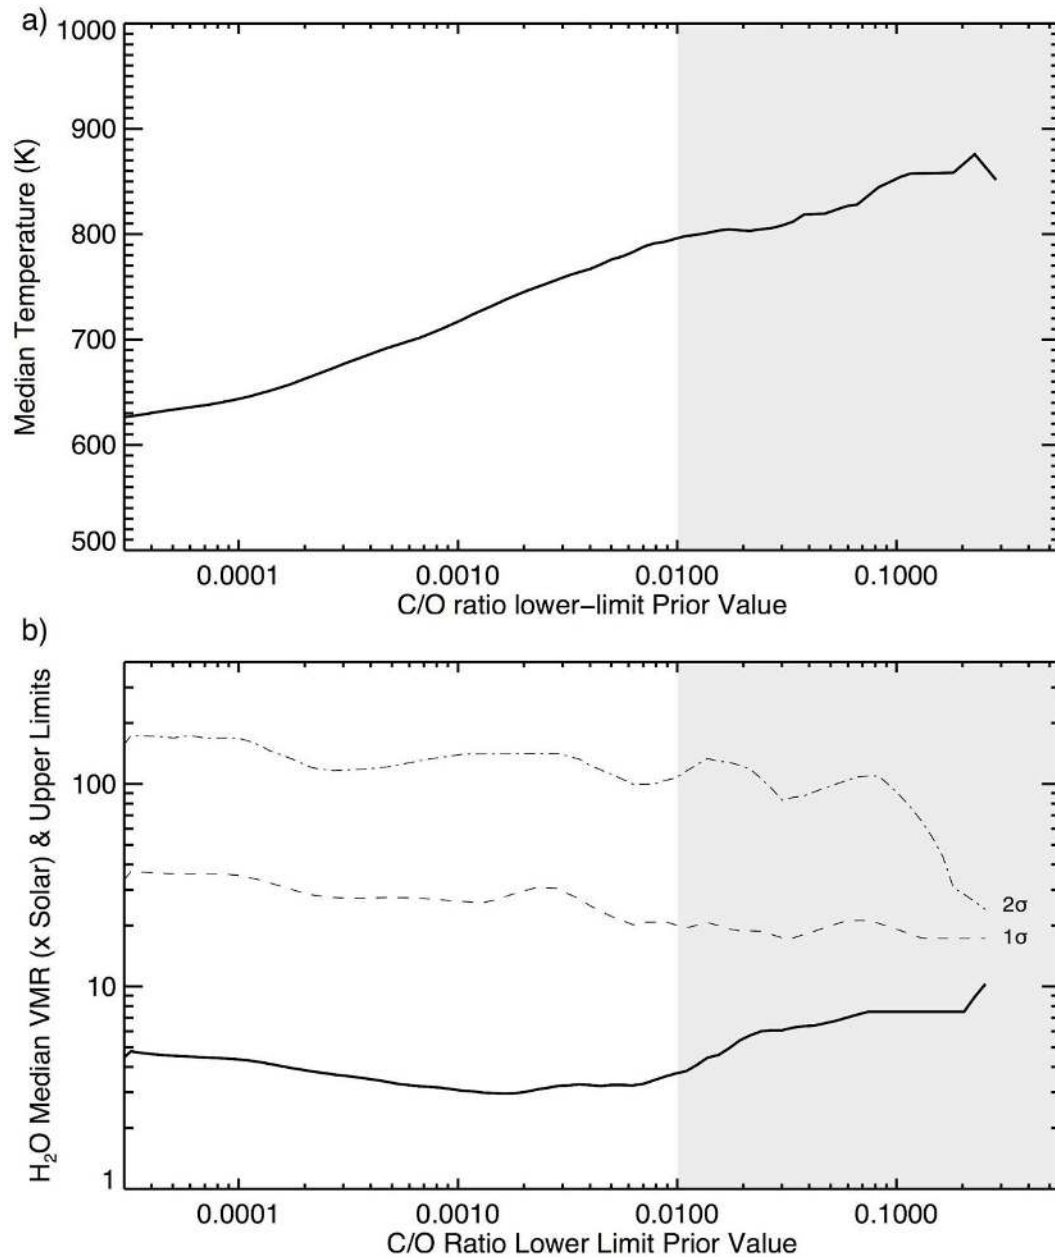 a)
1000
900
800
700
600
500
Median Temperature (K)
0.0001 0.0010 0.0100 0.1000
C/O ratio lower-limit Prior Value
b)
100
10
1
H₂O Median VMR (x Solar) & Upper Limits
2σ
1σ
0.0001 0.0010 0.0100 0.1000
C/O Ratio Lower Limit Prior Value